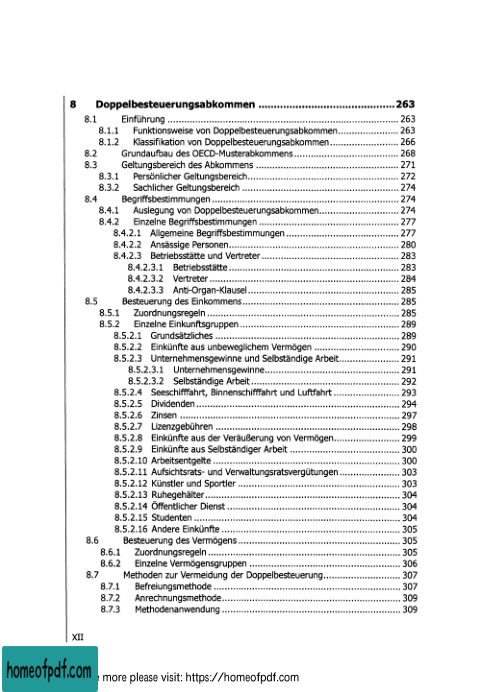 8 Doppelbesteuerungsabkommen ............................................263
8.1 Einführung ............................................263
8.1.1 Funktionsweise von Doppelbesteuerungsabkommen.......................263
8.1.2 Klassifikation von Doppelbesteuerungsabkommen..........................266
8.2 Grundaufbau des OECD-Musterabkommens............................................268
8.3 Geltungsbereich des Abkommens ............................................271
8.3.1 Persönlicher Geltungsbereich............................................272
8.3.2 Sachlicher Geltungsbereich ............................................274
8.4 Begriffsbestimmungen ............................................274
8.4.1 Auslegung von Doppelbesteuerungsabkommen..............................274
8.4.2 Einzelne Begriffsbestimmungen ............................................277
8.4.2.1 Allgemeine Begriffsbestimmungen ............................................277
8.4.2.2 Ansässige Personen............................................280
8.4.2.3 Betriebsstätte und Vertreter............................................283
8.4.2.3.1 Betriebsstätte............................................283
8.4.2.3.2 Vertreter............................................284
8.4.2.3.3 Anti-Organ-Klausel............................................285
8.5 Besteuerung des Einkommens............................................285
8.5.1 Zuordnungsregeln ............................................285
8.5.2 Einzelne Einkunftsgruppen............................................289
8.5.2.1 Grundsätzliches ............................................289
8.5.2.2 Einkünfte aus unbeweglichem Vermögen ................................290
8.5.2.3 Unternehmensgewinne und Selbständige Arbeit.......................291
8.5.2.3.1 Unternehmensgewinne............................................291
8.5.2.3.2 Selbständige Arbeit............................................292
8.5.2.4 Seeschifffahrt, Binnenschifffahrt und Luftfahrt.........................293
8.5.2.5 Dividenden............................................294
8.5.2.6 Zinsen ............................................297
8.5.2.7 Lizenzgebühren ............................................298
8.5.2.8 Einkünfte aus der Veräußerung von Vermögen.........................299
8.5.2.9 Einkünfte aus Selbständiger Arbeit ............................................300
8.5.2.10 Arbeitsentgelte ............................................300
8.5.2.11 Aufsichtsrats- und Verwaltungsratsvergütungen.......................303
8.5.2.12 Künstler und Sportler ............................................303
8.5.2.13 Ruhegehälter............................................304
8.5.2.14 Öffentlicher Dienst ............................................304
8.5.2.15 Studenten ............................................304
8.5.2.16 Andere Einkünfte ............................................305
8.6 Besteuerung des Vermögens............................................305
8.6.1 Zuordnungsregeln............................................305
8.6.2 Einzelne Vermögensgruppen ............................................306
8.7 Methoden zur Vermeidung der Doppelbesteuerung............................307
8.7.1 Befreiungsmethode ............................................307
8.7.2 Anrechnungsmethode............................................309
8.7.3 Methodenanwendung ............................................309
XII
homeofpdf.com
more please visit: https://homeofpdf.com